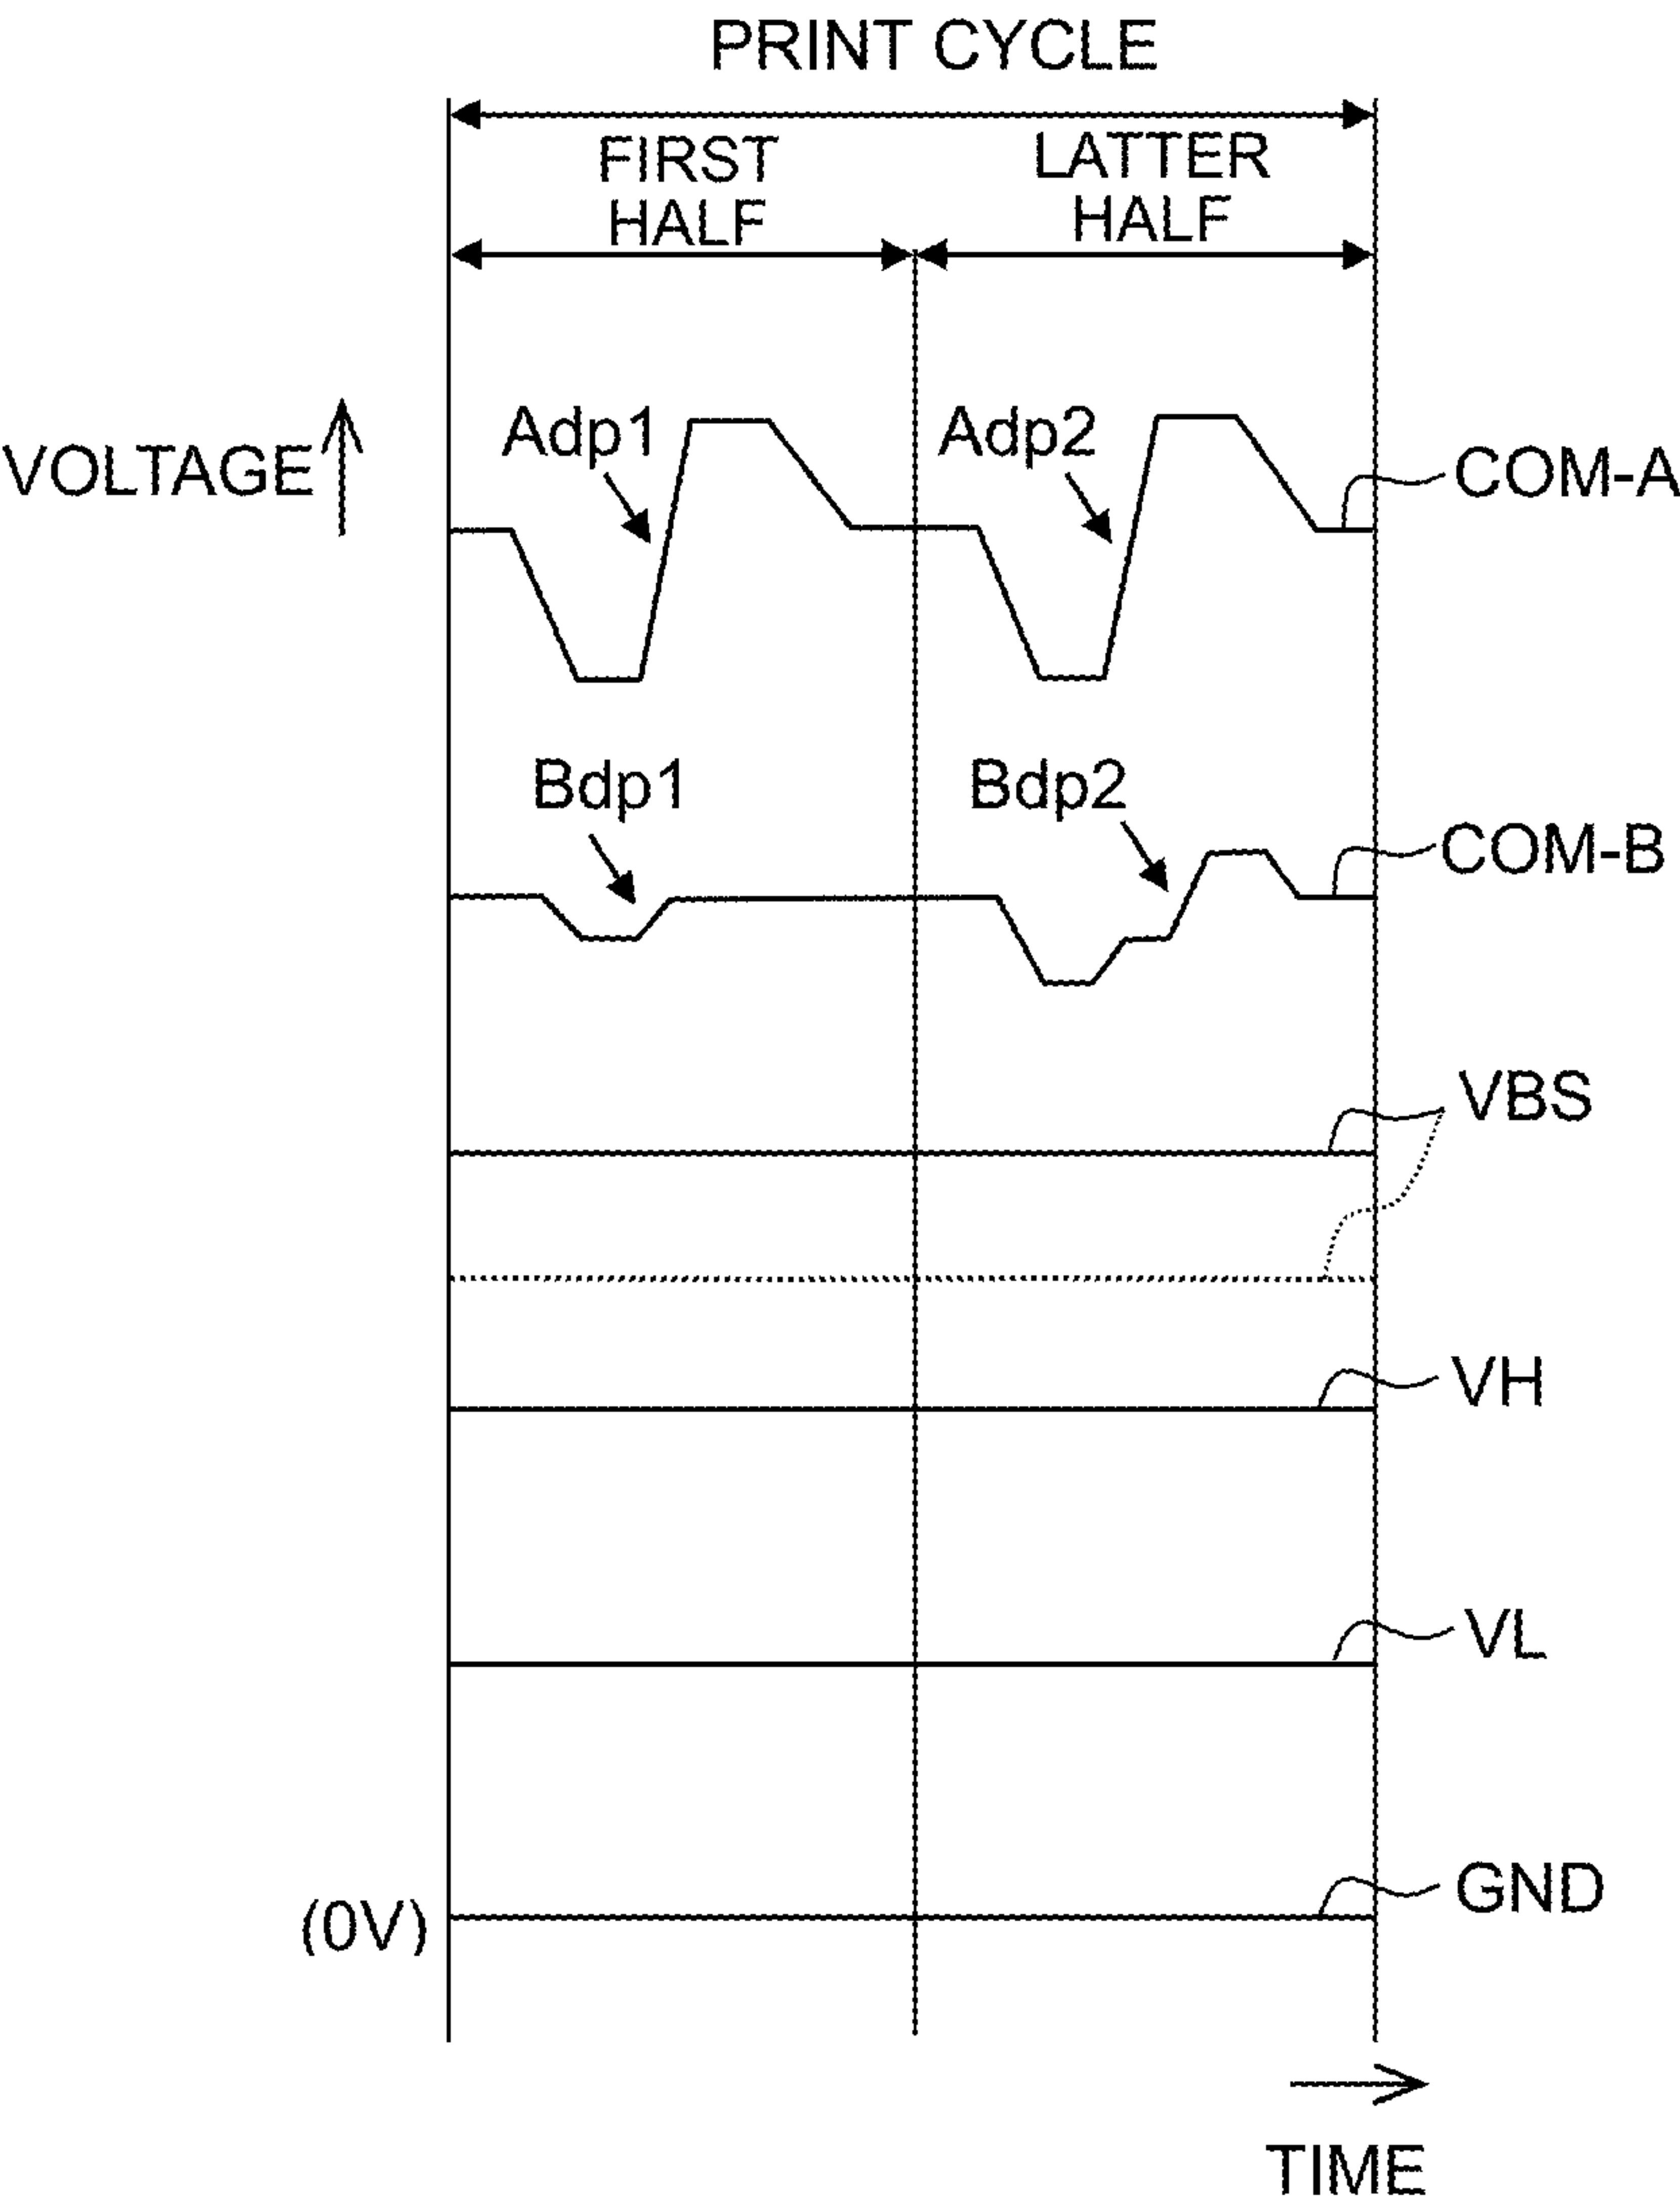 PRINT CYCLE
FIRST
HALF
LATTER
HALF
VOLTAGE
Adp1
Adp2
COM-A
Bdp1
Bdp2
COM-B
VBS
VH
VL
(0V)
GND
TIME